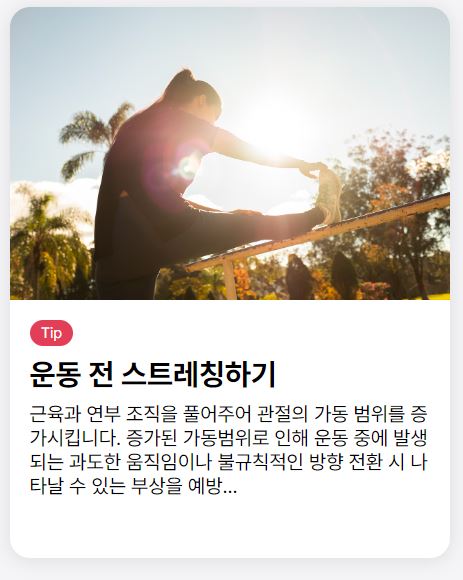 Tip
운동 전 스트레칭하기
근육과 연부 조직을 풀어주어 관절의 가동 범위를 증
가시킵니다. 증가된 가동범위로 인해 운동 중에 발생
되는 과도한 움직임이나 불규칙적인 방향 전환 시 나
타날 수 있는 부상을 예방...